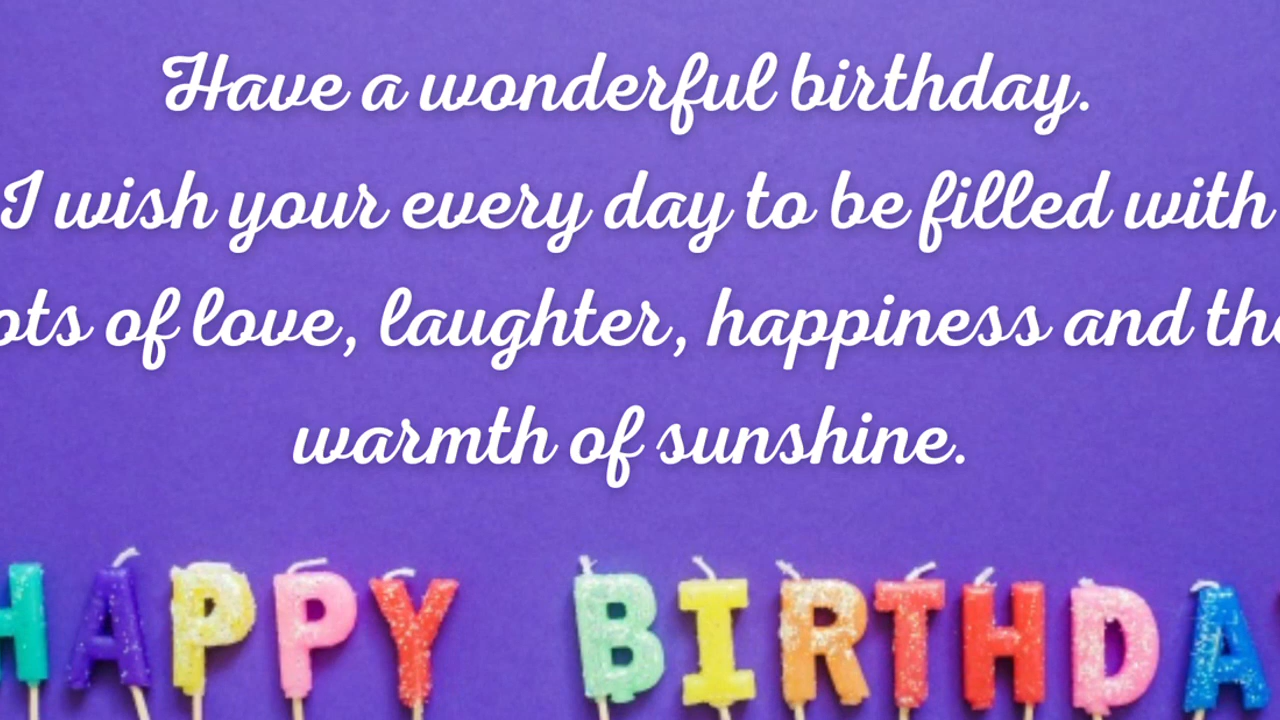 Have a wonderful birthday.
I wish your every day to be filled with
ots of love, laughter, happiness and the
warmth of sunshine.
HAPPY BIRTHDA